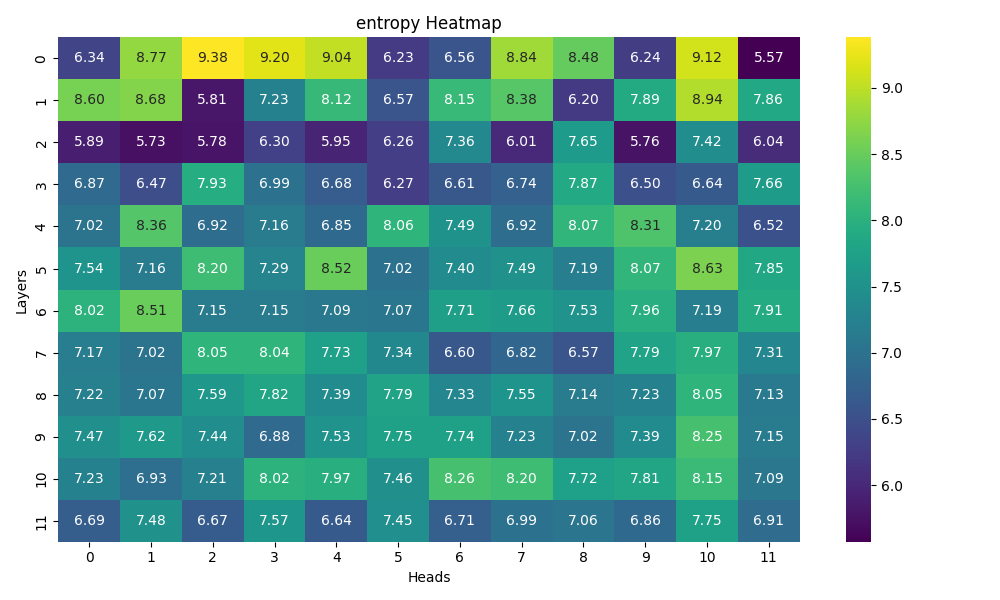 entropy Heatmap
0 6.34 8.77 9.38 9.20 9.04 6.23 6.56 8.84 8.48 6.24 9.12 5.57
1 8.60 8.68 5.81 7.23 8.12 6.57 8.15 8.38 6.20 7.89 8.94 7.86
2 5.89 5.73 5.78 6.30 5.95 6.26 7.36 6.01 7.65 5.76 7.42 6.04
3 6.87 6.47 7.93 6.99 6.68 6.27 6.61 6.74 7.87 6.50 6.64 7.66
4 7.02 8.36 6.92 7.16 6.85 8.06 7.49 6.92 8.07 8.31 7.20 6.52
5 7.54 7.16 8.20 7.29 8.52 7.02 7.40 7.49 7.19 8.07 8.63 7.85
6 8.02 8.51 7.15 7.15 7.09 7.07 7.71 7.66 7.53 7.96 7.19 7.91
7 7.17 7.02 8.05 8.04 7.73 7.34 6.60 6.82 6.57 7.79 7.97 7.31
8 7.22 7.07 7.59 7.82 7.39 7.79 7.33 7.55 7.14 7.23 8.05 7.13
9 7.47 7.62 7.44 6.88 7.53 7.75 7.74 7.23 7.02 7.39 8.25 7.15
10 7.23 6.93 7.21 8.02 7.97 7.46 8.26 8.20 7.72 7.81 8.15 7.09
11 6.69 7.48 6.67 7.57 6.64 7.45 6.71 6.99 7.06 6.86 7.75 6.91
0 1 2 3 4 5 6 7 8 9 10 11
Heads
Layers
9.0
8.5
8.0
7.5
7.0
6.5
6.0